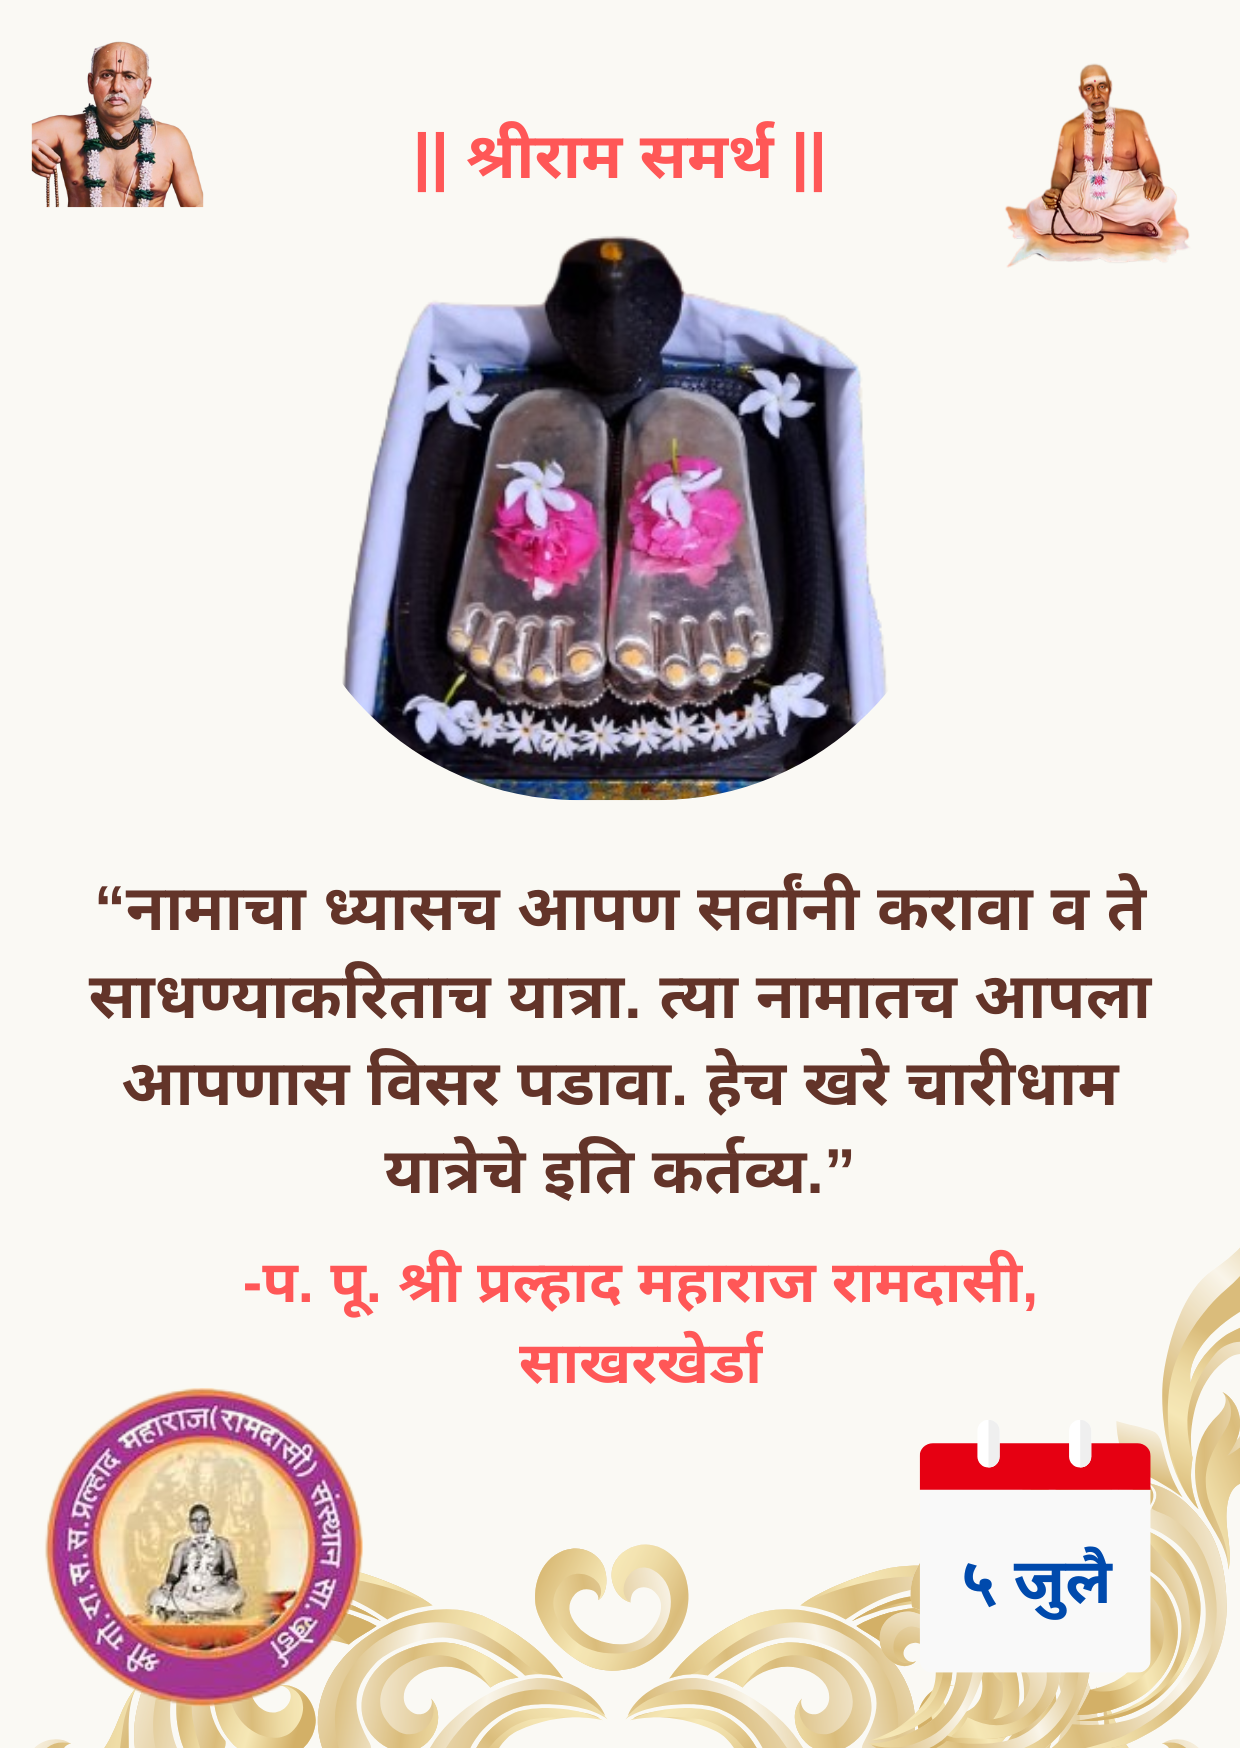 || श्रीराम समर्थ ||
“नामाचा ध्यासच आपण सर्वांनी करावा व ते
साधण्याकरिताच यात्रा. त्या नामातच आपला
आपणास विसर पडावा. हेच खरे चारीधाम
यात्रेचे इति कर्तव्य.”
-प. पू. श्री प्रल्हाद महाराज रामदासी,
साखरखेर्डा
श्री गो.रा.स.स.प्रल्हाद महाराज(रामदासी) संस्थान सा.खेर्डा
५ जुलै